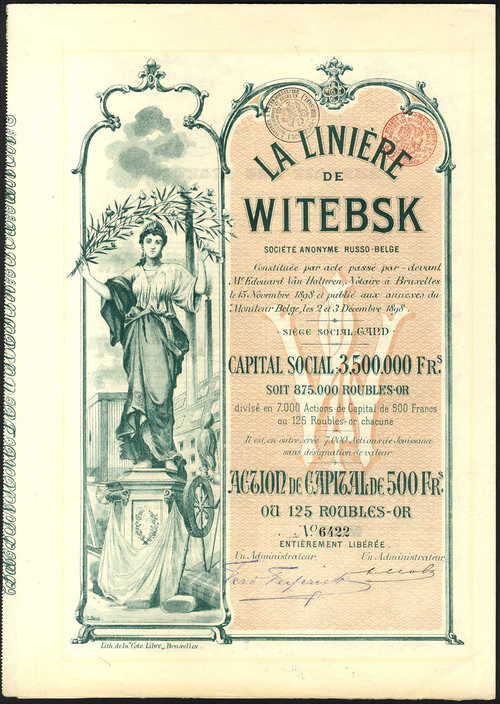 LA LINIÈRE
DE
WITEBSK
SOCIÉTÉ ANONYME RUSSO-BELGE
Constituée par acte passé par-devant
Mᵉ Edouard Van Halteren, Notaire à Bruxelles
le 15 Novembre 1898 et publié aux annexes du
Moniteur Belge, les 2 et 3 Décembre 1898.
SIÈGE SOCIAL: GAND
CAPITAL SOCIAL: 3,500.000 FRS
SOIT 875.000 ROUBLES-OR
divisé en 7.000 Actions de Capital de 500 Francs
ou 125 Roubles-or chacune
Il est, en outre, créé 7.000 Actions de Jouissance
sans désignation de valeur
ACTION DE CAPITAL DE 500 FRS
OU 125 ROUBLES-OR
No 6422
ENTIÈREMENT LIBÉRÉE.
Un Administrateur, Un Administrateur,
Lith. de la "Cote Libre", Bruxelles.